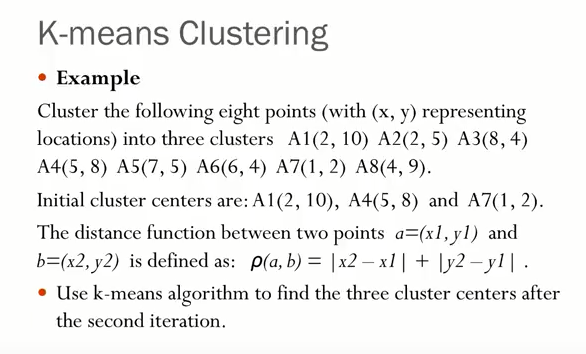 K-means Clustering
• Example
Cluster the following eight points (with (x, y) representing
locations) into three clusters A1(2, 10) A2(2, 5) A3(8, 4)
A4(5, 8) A5(7, 5) A6(6, 4) A7(1, 2) A8(4, 9).
Initial cluster centers are: A1(2, 10), A4(5, 8) and A7(1, 2).
The distance function between two points a=(x1, y1) and
b=(x2, y2) is defined as: ρ(a, b) = |x2 – x1| + |y2 – y1| .
• Use k-means algorithm to find the three cluster centers after
the second iteration.